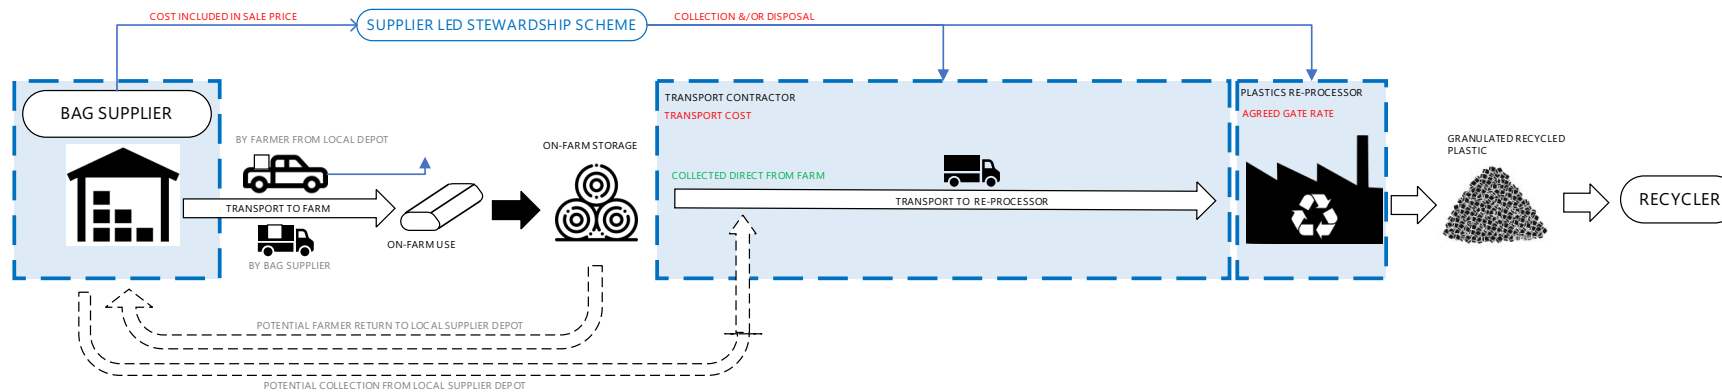 COST INCLUDED IN SALE PRICE
SUPPLIER LED STEWARDSHIP SCHEME
COLLECTION &/OR DISPOSAL
BAG SUPPLIER
BY FARMER FROM LOCAL DEPOT
TRANSPORT TO FARM
BY BAG SUPPLIER
ON-FARM USE
ON-FARM STORAGE
TRANSPORT CONTRACTOR
TRANSPORT COST
COLLECTED DIRECT FROM FARM
TRANSPORT TO RE-PROCESSOR
PLASTICS RE-PROCESSOR
AGREED GATE RATE
GRANULATED RECYCLED
PLASTIC
RECYCLER
POTENTIAL FARMER RETURN TO LOCAL SUPPLIER DEPOT
POTENTIAL COLLECTION FROM LOCAL SUPPLIER DEPOT